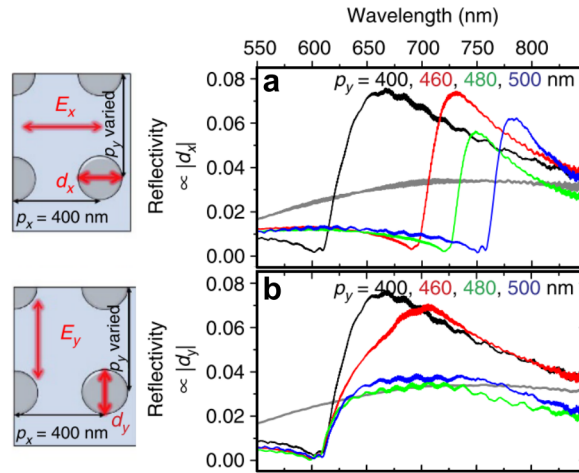 Wavelength (nm)
550 600 650 700 750 800
a
p_y = 400, 460, 480, 500 nm
0.08
0.06
0.04
0.02
0.00
Reflectivity
∝ |d_x|
E_x
d_x
p_y varied
p_x = 400 nm
b
p_y = 400, 460, 480, 500 nm
0.08
0.06
0.04
0.02
0.00
Reflectivity
∝ |d_y|
E_y
d_y
p_y varied
p_x = 400 nm